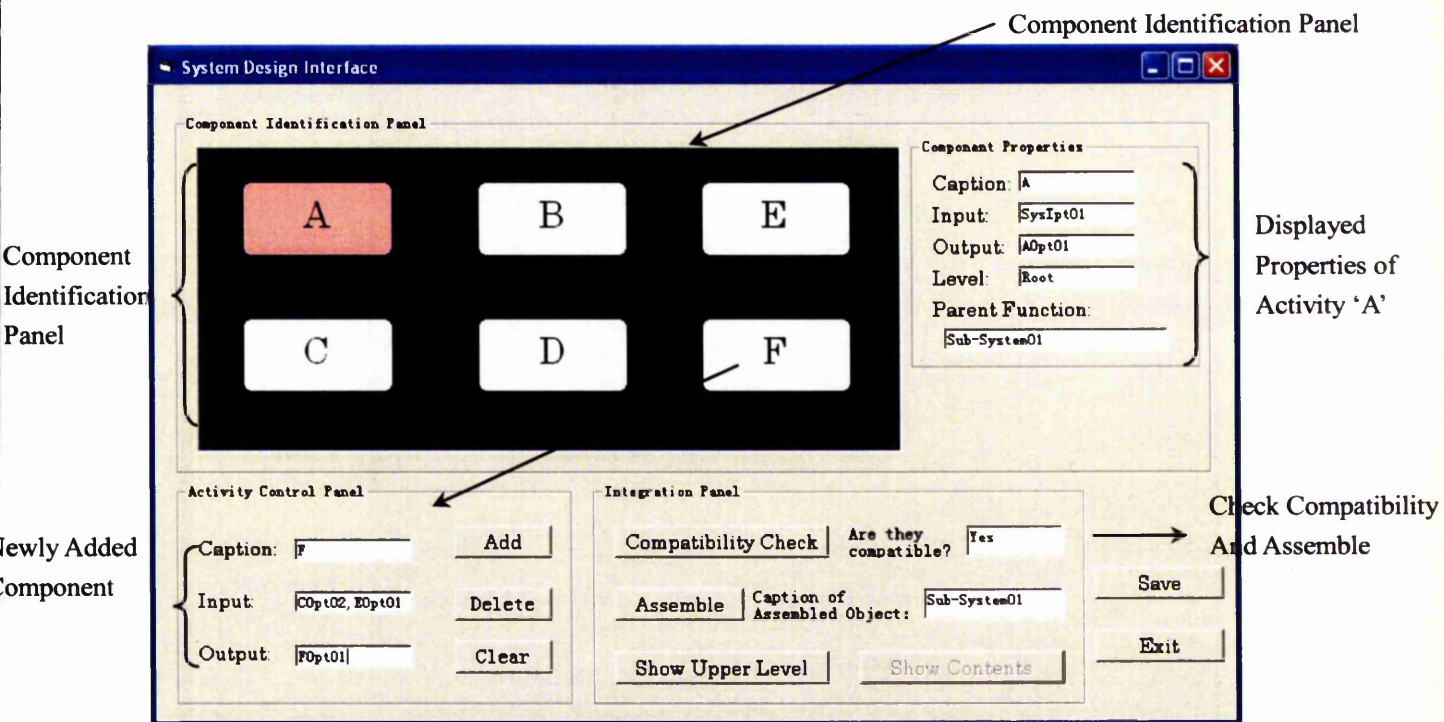 Component Identification Panel
System Design Interface
Component Identification Panel
A
B
E
C
D
F
Component Properties
Caption: A
Input: SysIpt01
Output: AOpt01
Level: Root
Parent Function:
Sub-System01
Component
Identification
Panel
Displayed
Properties of
Activity ‘A’
Activity Control Panel
Caption: F
Add
Input: COpt02, EOpt01
Delete
Output: FOpt01
Clear
Newly Added
Component
Integration Panel
Compatibility Check
Are they
compatible?
Yes
Assemble
Caption of
Assembled Object:
Sub-System01
Show Upper Level
Show Contents
Check Compatibility
And Assemble
Save
Exit